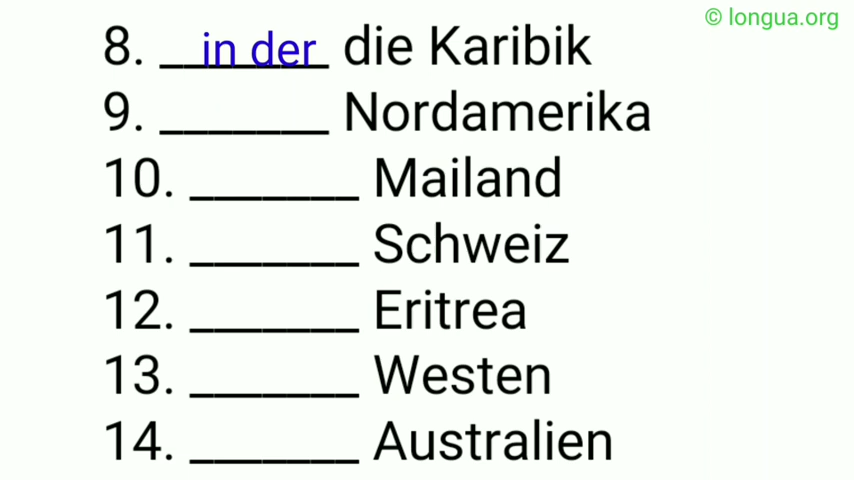 © longua.org
8. _______ in der die Karibik
9. _______ Nordamerika
10. _______ Mailand
11. _______ Schweiz
12. _______ Eritrea
13. _______ Westen
14. _______ Australien